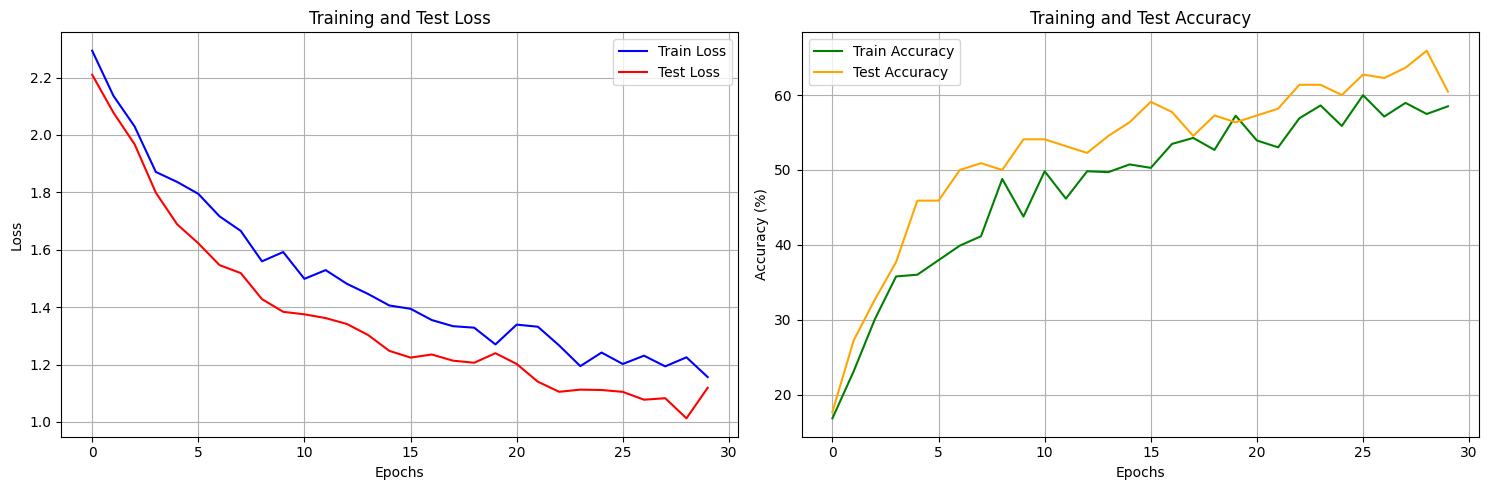 Training and Test Loss
Train Loss
Test Loss
2.2
2.0
1.8
1.6
1.4
1.2
1.0
Loss
0 5 10 15 20 25 30
Epochs
Training and Test Accuracy
Train Accuracy
Test Accuracy
60
50
40
30
20
Accuracy (%)
0 5 10 15 20 25 30
Epochs